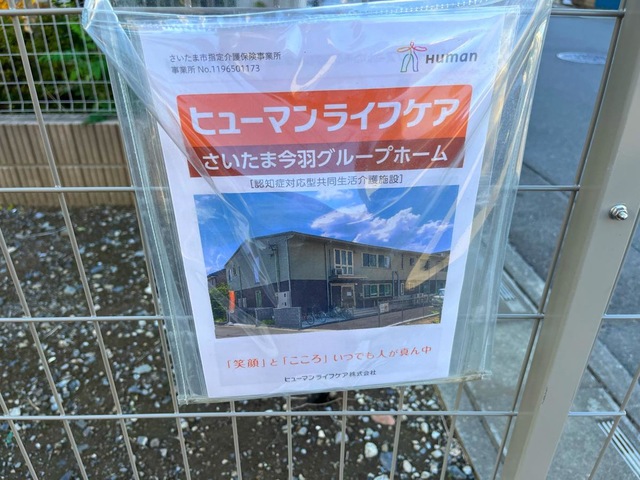 さいたま市指定介護保険事業所
事業所 No.1196501173
Human
ヒューマンライフケア
さいたま今羽グループホーム
[認知症対応型共同生活介護施設]
「笑顔」と「こころ」いつでも人が真ん中
ヒューマンライフケア株式会社